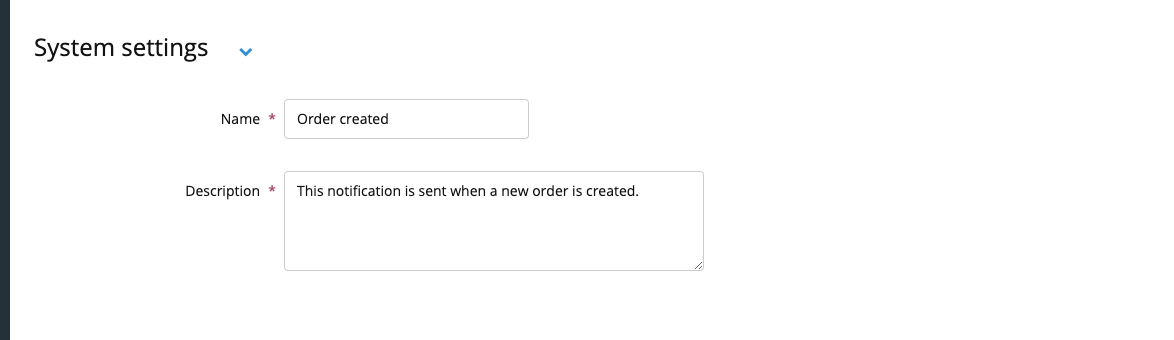 System settings
Name * Order created
Description * This notification is sent when a new order is created.